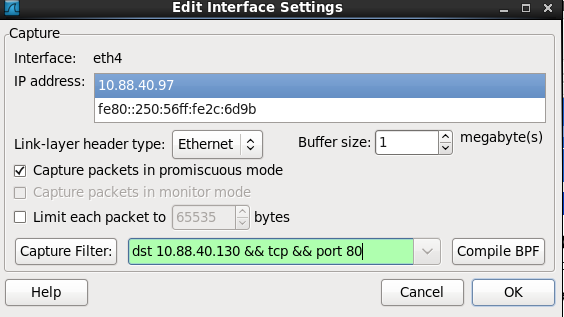 Edit Interface Settings
Capture
Interface: eth4
IP address: 10.88.40.97
fe80::250:56ff:fe2c:6d9b
Link-layer header type: Ethernet Buffer size: 1 megabyte(s)
Capture packets in promiscuous mode
Capture packets in monitor mode
Limit each packet to 65535 bytes
Capture Filter: dst 10.88.40.130 && tcp && port 80 Compile BPF
Help Cancel OK